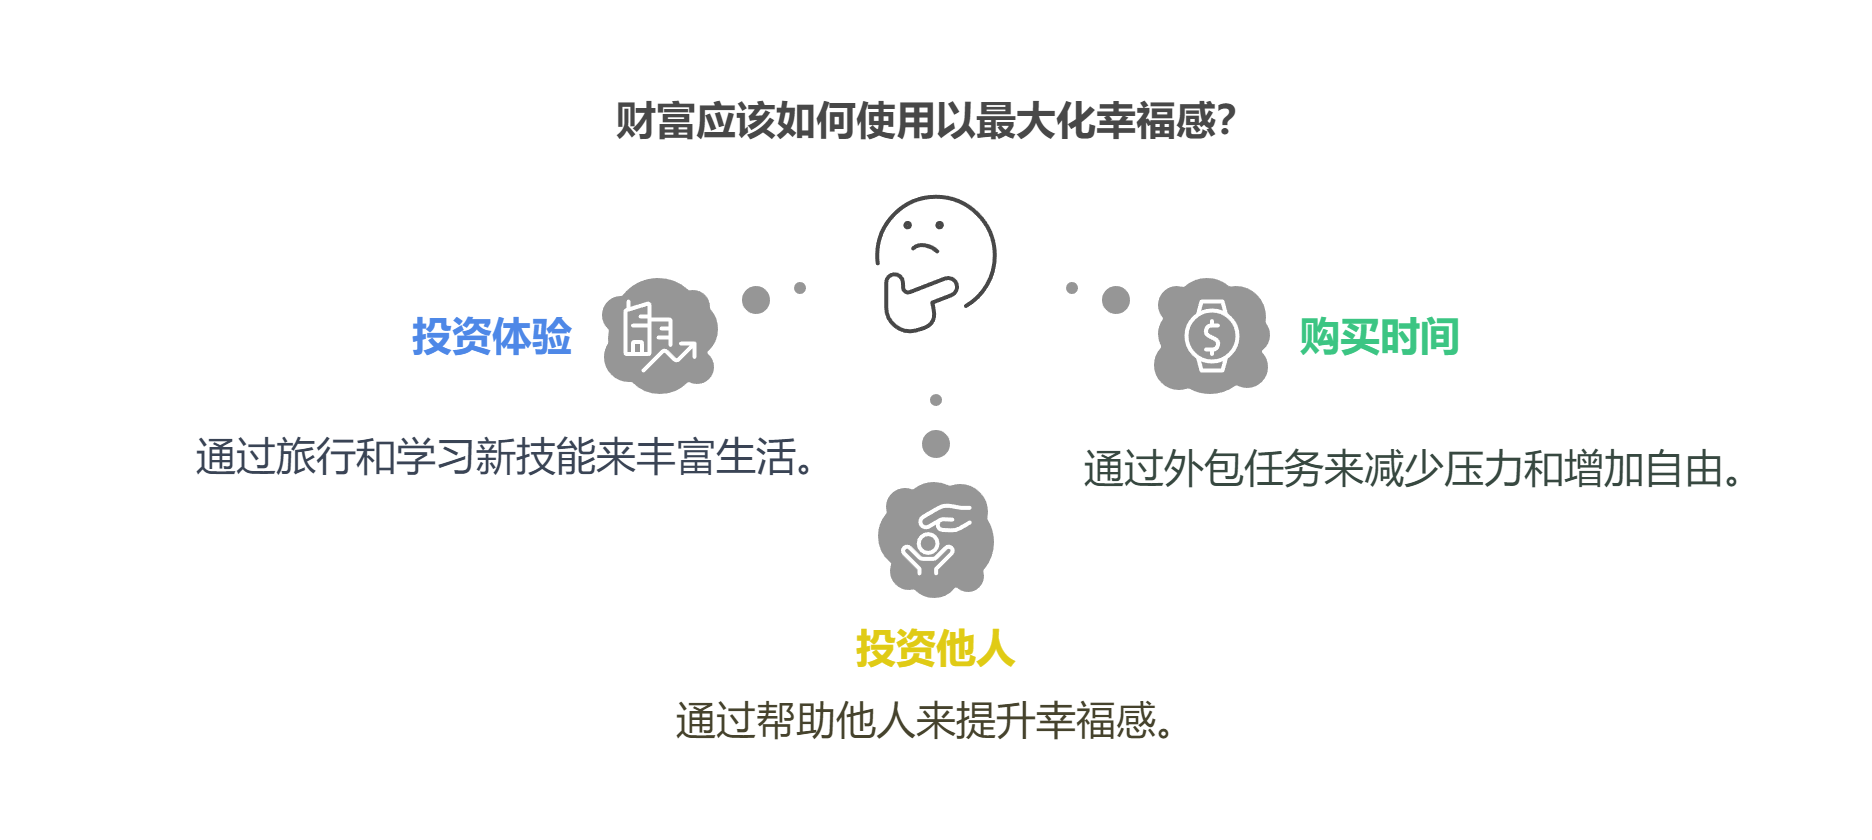 财富应该如何使用以最大化幸福感？
投资体验
通过旅行和学习新技能来丰富生活。
购买时间
通过外包任务来减少压力和增加自由。
投资他人
通过帮助他人来提升幸福感。